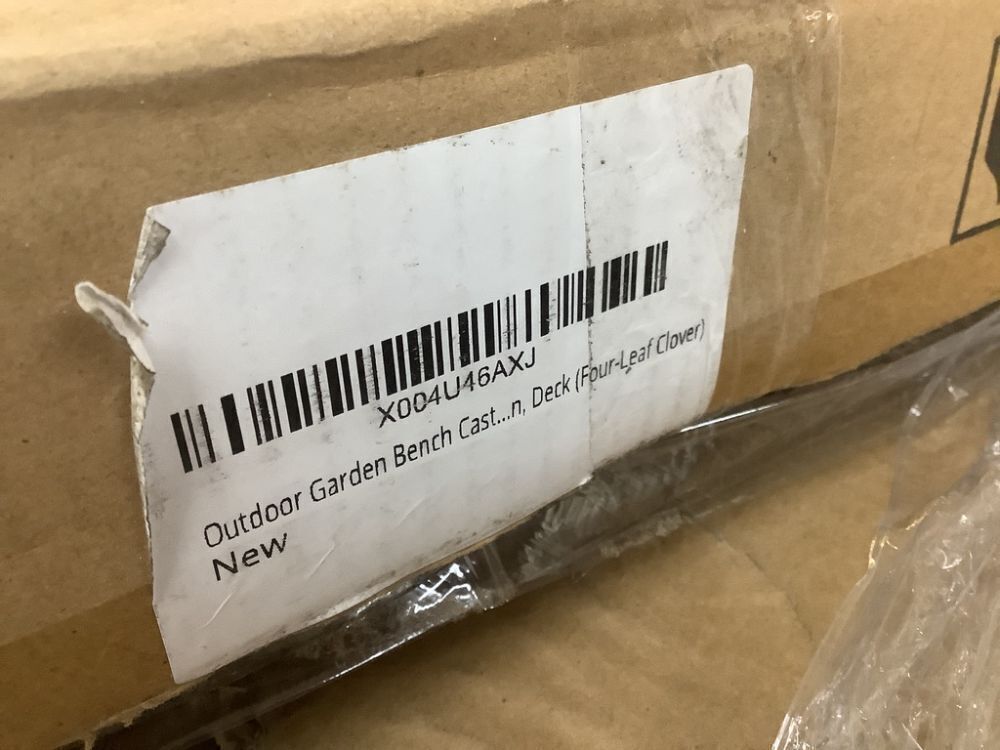 X004U46AXJ
Outdoor Garden Bench Cast...n, Deck (Four-Leaf Clover)
New